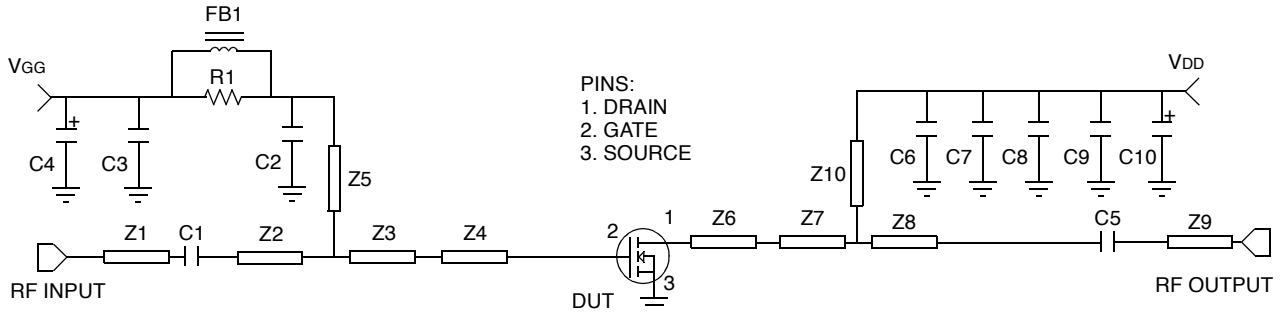 FB1
VGG
R1
VDD
PINS:
1. DRAIN
2. GATE
3. SOURCE
+
+
C4
C3
C2
Z5
Z10
C6
C7
C8
C9
C10
Z1
C1
Z2
Z3
Z4
2
1
3
Z6
Z7
Z8
C5
Z9
RF INPUT
DUT
RF OUTPUT